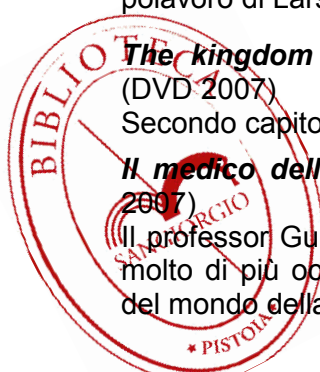 polavoro di Lars
The kingdom
(DVD 2007)
Secondo capito
Il medico dell
2007)
Il professor Gu
molto di più oc
del mondo della
BIBLIOTECA
SAN GIORGIO
★ PISTOIA